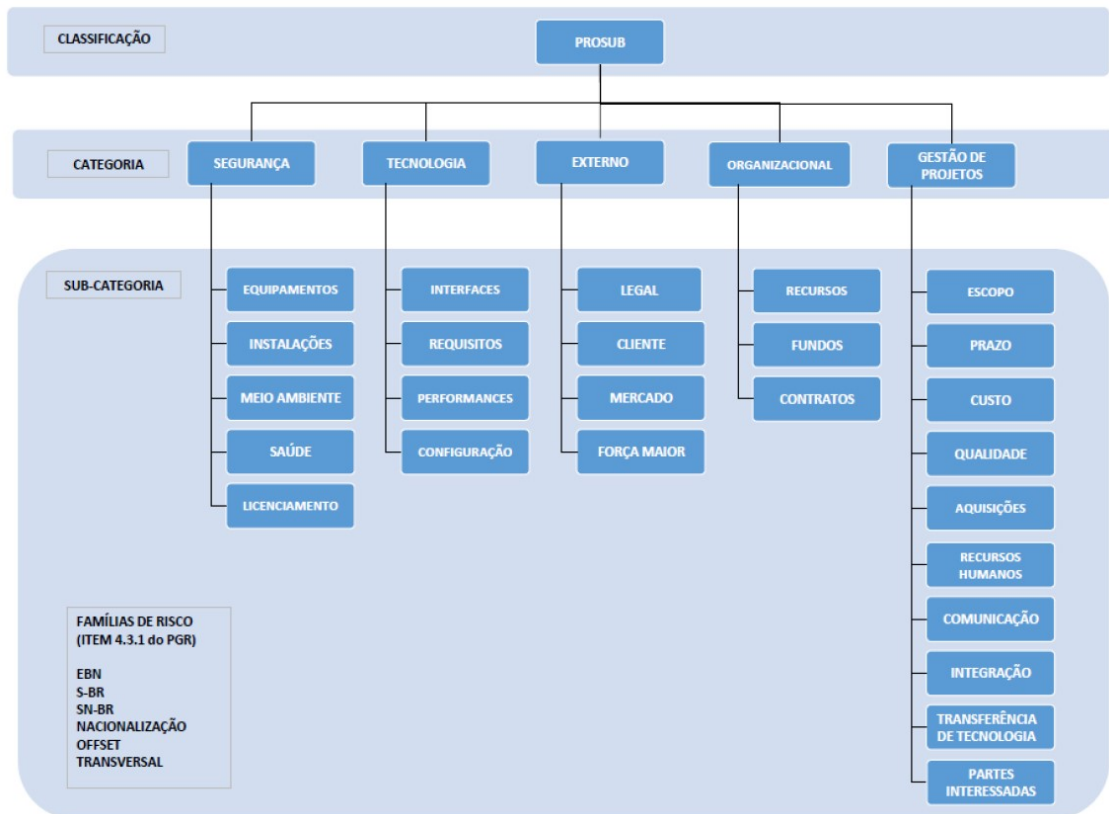 CLASSIFICAÇÃO
PROSUB
CATEGORIA
SEGURANÇA
TECNOLOGIA
EXTERNO
ORGANIZACIONAL
GESTÃO DE
PROJETOS
SUB-CATEGORIA
EQUIPAMENTOS
INSTALAÇÕES
MEIO AMBIENTE
SAÚDE
LICENCIAMENTO
INTERFACES
REQUISITOS
PERFORMANCES
CONFIGURAÇÃO
LEGAL
CLIENTE
MERCADO
FORÇA MAIOR
RECURSOS
FUNDOS
CONTRATOS
ESCOPO
PRAZO
CUSTO
QUALIDADE
AQUISIÇÕES
RECURSOS
HUMANOS
COMUNICAÇÃO
INTEGRAÇÃO
TRANSFERÊNCIA
DE TECNOLOGIA
PARTES
INTERESSADAS
FAMÍLIAS DE RISCO
(ITEM 4.3.1 do PGR)
EBN
S-BR
SN-BR
NACIONALIZAÇÃO
OFFSET
TRANSVERSAL